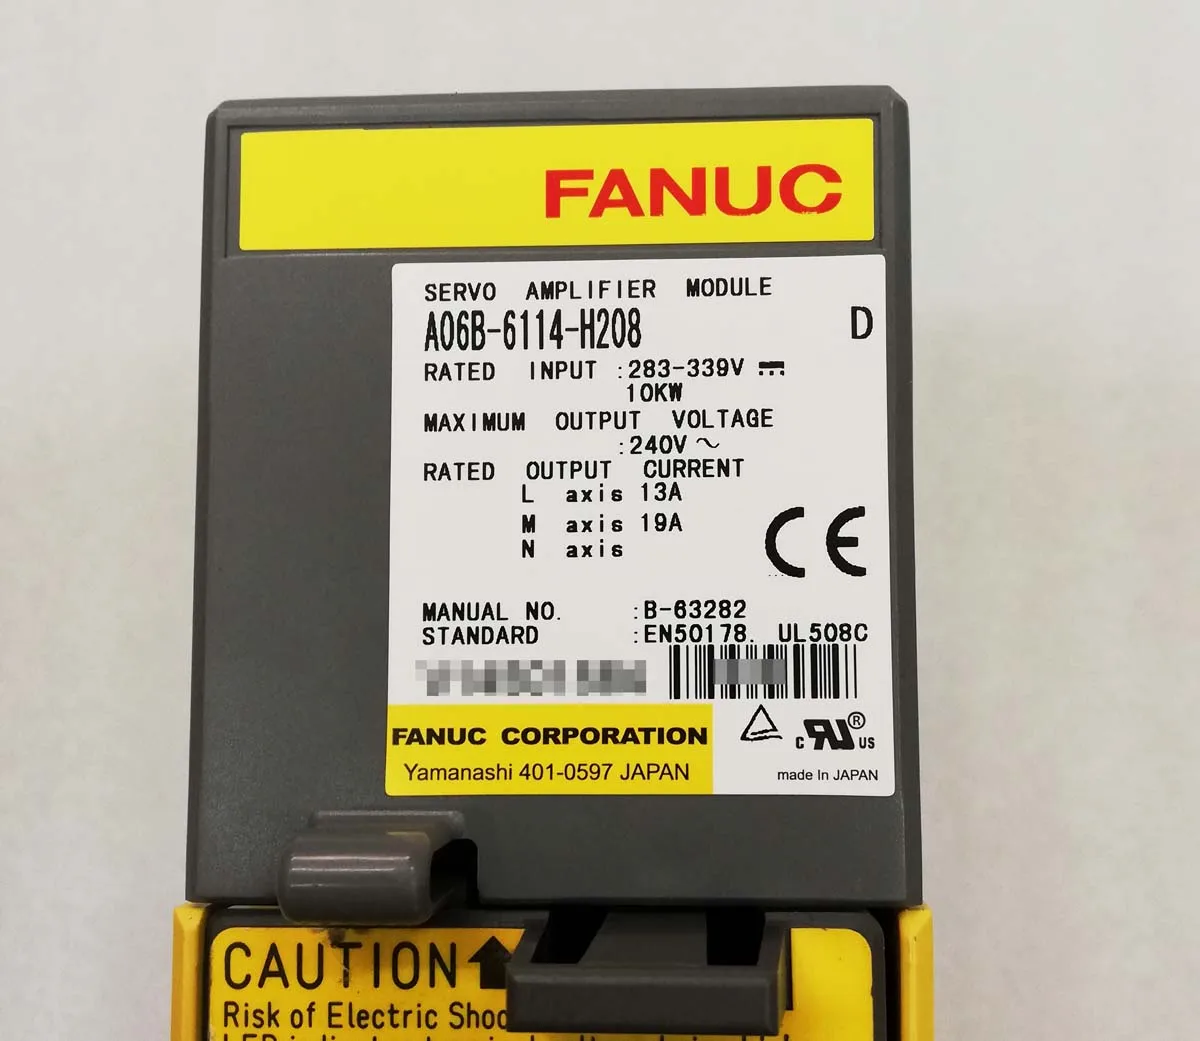 FANUC
SERVO AMPLIFIER MODULE
A06B-6114-H208 D
RATED INPUT :283-339V
10KW
MAXIMUM OUTPUT VOLTAGE
:240V~
RATED OUTPUT CURRENT
L axis 13A
M axis 19A
N axis
CE
MANUAL NO. :B-63282
STANDARD :EN50178. UL508C
FANUC CORPORATION
Yamanashi 401-0597 JAPAN
c RU ® US
made In JAPAN
CAUTION
Risk of Electric